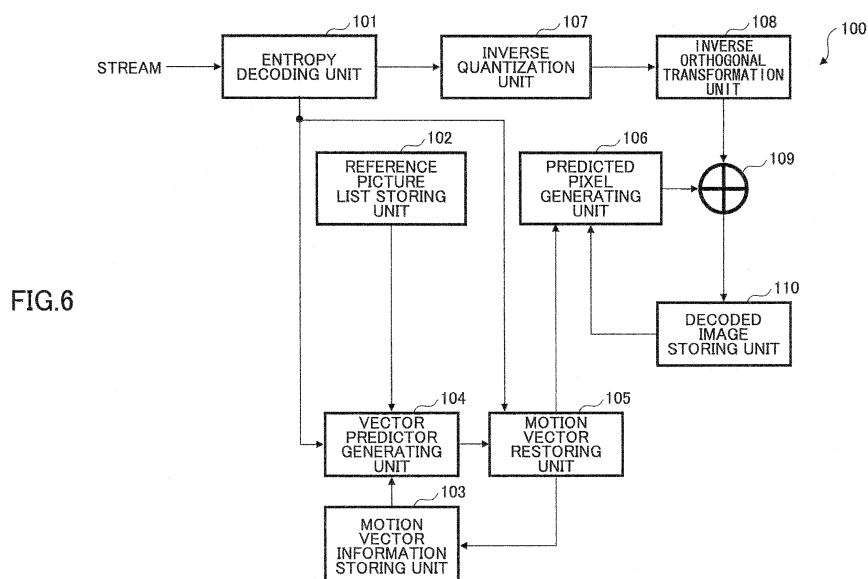 101
107
108
100
STREAM
ENTROPY
DECODING UNIT
INVERSE
QUANTIZATION
UNIT
INVERSE
ORTHOGONAL
TRANSFORMATION
UNIT
102
106
109
REFERENCE
PICTURE
LIST STORING
UNIT
PREDICTED
PIXEL
GENERATING
UNIT
FIG.6
110
DECODED
IMAGE
STORING UNIT
104
105
VECTOR
PREDICTOR
GENERATING
UNIT
MOTION
VECTOR
RESTORING
UNIT
103
MOTION
VECTOR
INFORMATION
STORING UNIT